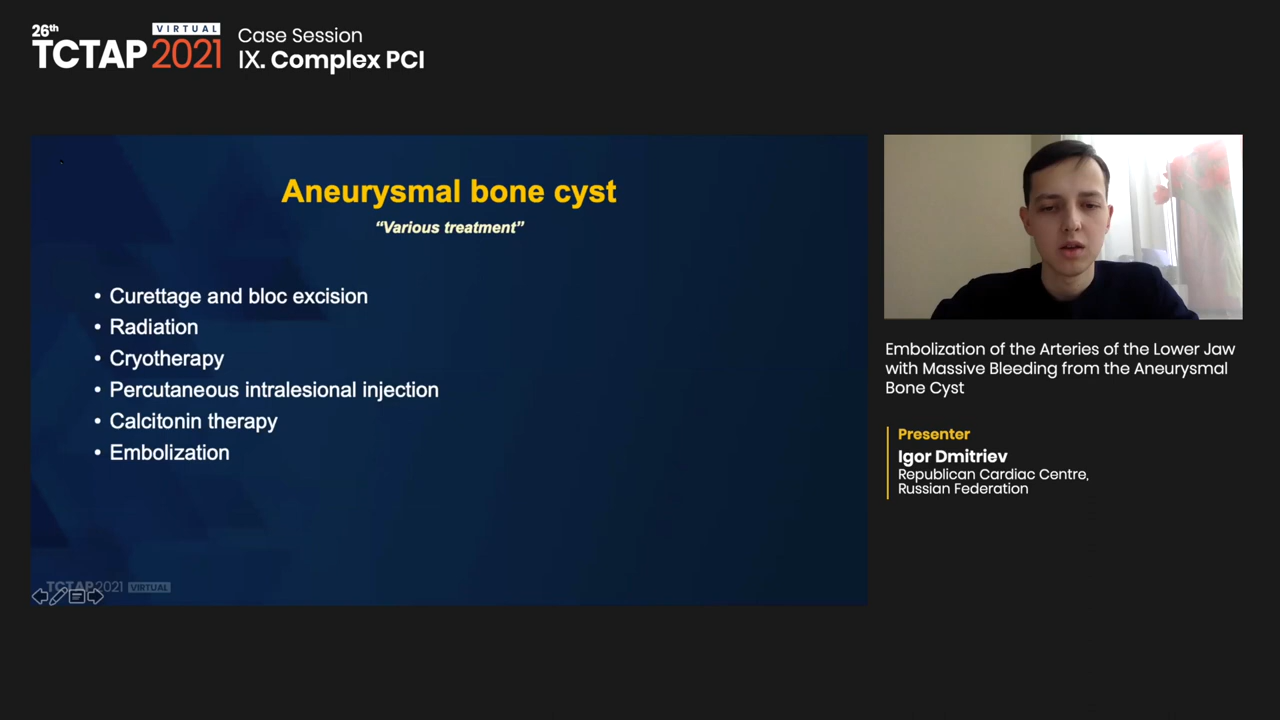 26th
VIRTUAL
TCTAP 2021
Case Session
IX. Complex PCI
Aneurysmal bone cyst
“Various treatment”
• Curettage and bloc excision
• Radiation
• Cryotherapy
• Percutaneous intralesional injection
• Calcitonin therapy
• Embolization
TCTAP 2021 VIRTUAL
Embolization of the Arteries of the Lower Jaw
with Massive Bleeding from the Aneurysmal
Bone Cyst
Presenter
Igor Dmitriev
Republican Cardiac Centre,
Russian Federation